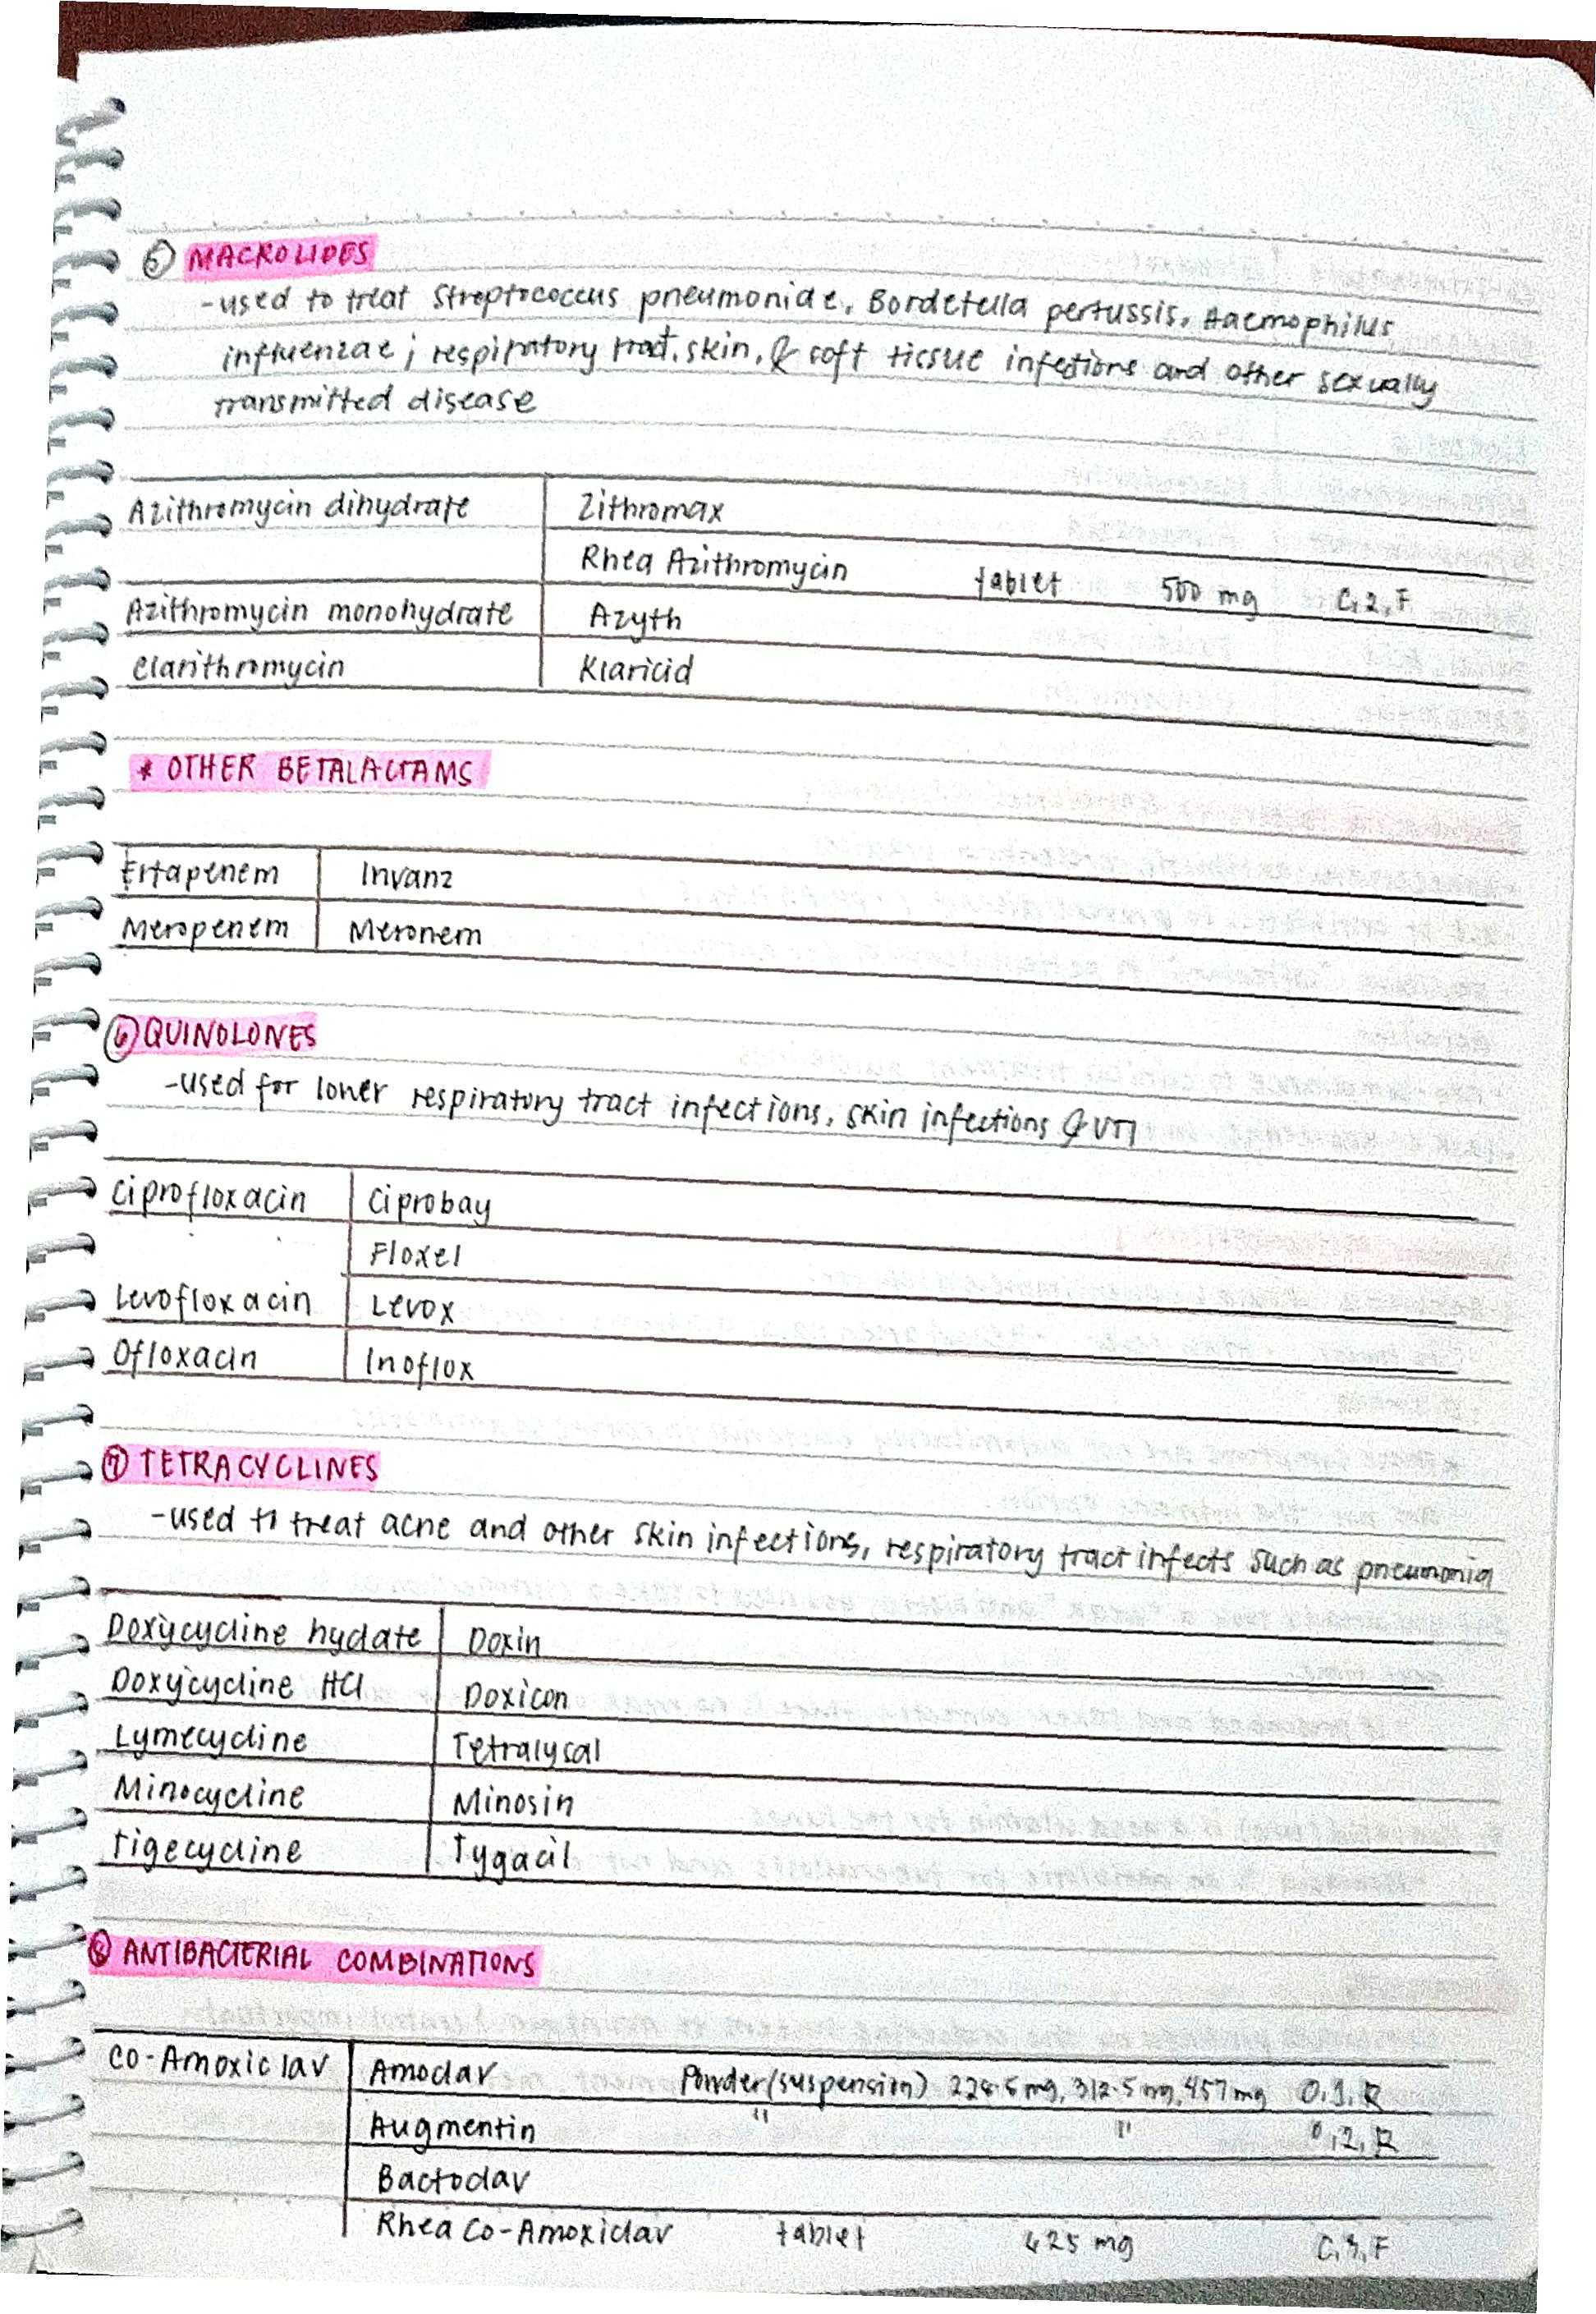 ⑤ MACROLIDES
-used to treat Streptococcus pneumoniae, Bordetella pertussis, Haemophilus
influenzae ; respiratory tract, skin, & soft tissue infections and other sexually
transmitted disease
Azithromycin dihydrate Zithromax
Rhea Azithromycin tablet 500 mg C, 2, F
Azithromycin monohydrate Azyth
Clarithromycin Klaricid
* OTHER BETALACTAMS
Ertapenem Invanz
Meropenem Meronem
⑥ QUINOLONES
-used for lower respiratory tract infections, skin infections & UTI
Ciprofloxacin Ciprobay
Floxel
Levofloxacin Levox
Ofloxacin Inoflox
⑦ TETRACYCLINES
-used to treat acne and other skin infections, respiratory tract infects such as pneumonia
Doxycycline hyclate Doxin
Doxycycline HCl Doxicon
Lymecycline Tetralysal
Minocycline Minosin
Tigecycline Tygacil
⑧ ANTIBACTERIAL COMBINATIONS
Co-Amoxiclav Amoclav Powder (suspension) 228.5 mg, 312.5 mg, 457 mg O, 1, R
Augmentin " " O, 2, R
Bactoclav
Rhea Co-Amoxiclav tablet 625 mg C, 3, F